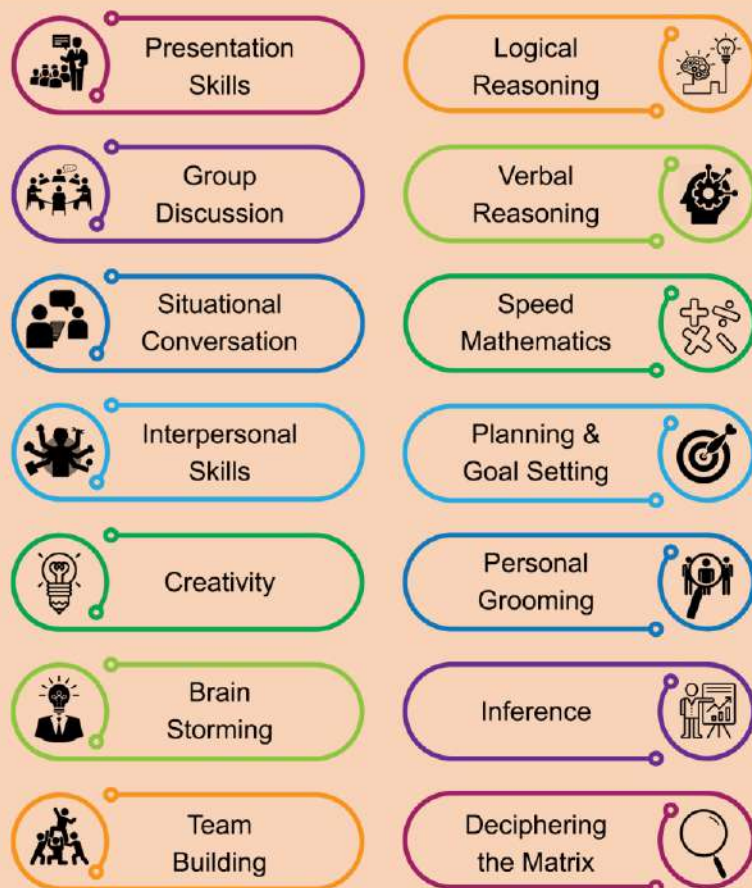 Presentation
Skills
Logical
Reasoning
Group
Discussion
Verbal
Reasoning
Situational
Conversation
Speed
Mathematics
Interpersonal
Skills
Planning &
Goal Setting
Creativity
Personal
Grooming
Brain
Storming
Inference
Team
Building
Deciphering
the Matrix